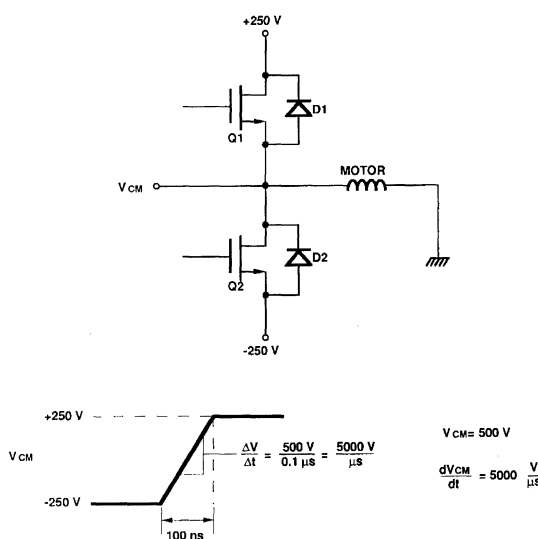 +250 V
D1
Q1
MOTOR
V CM
D2
Q2
-250 V
+250 V
V CM
ΔV/Δt = 500 V/0.1 μs = 5000 V/μs
V CM= 500 V
dVCM/dt = 5000 V/μs
-250 V
100 ns